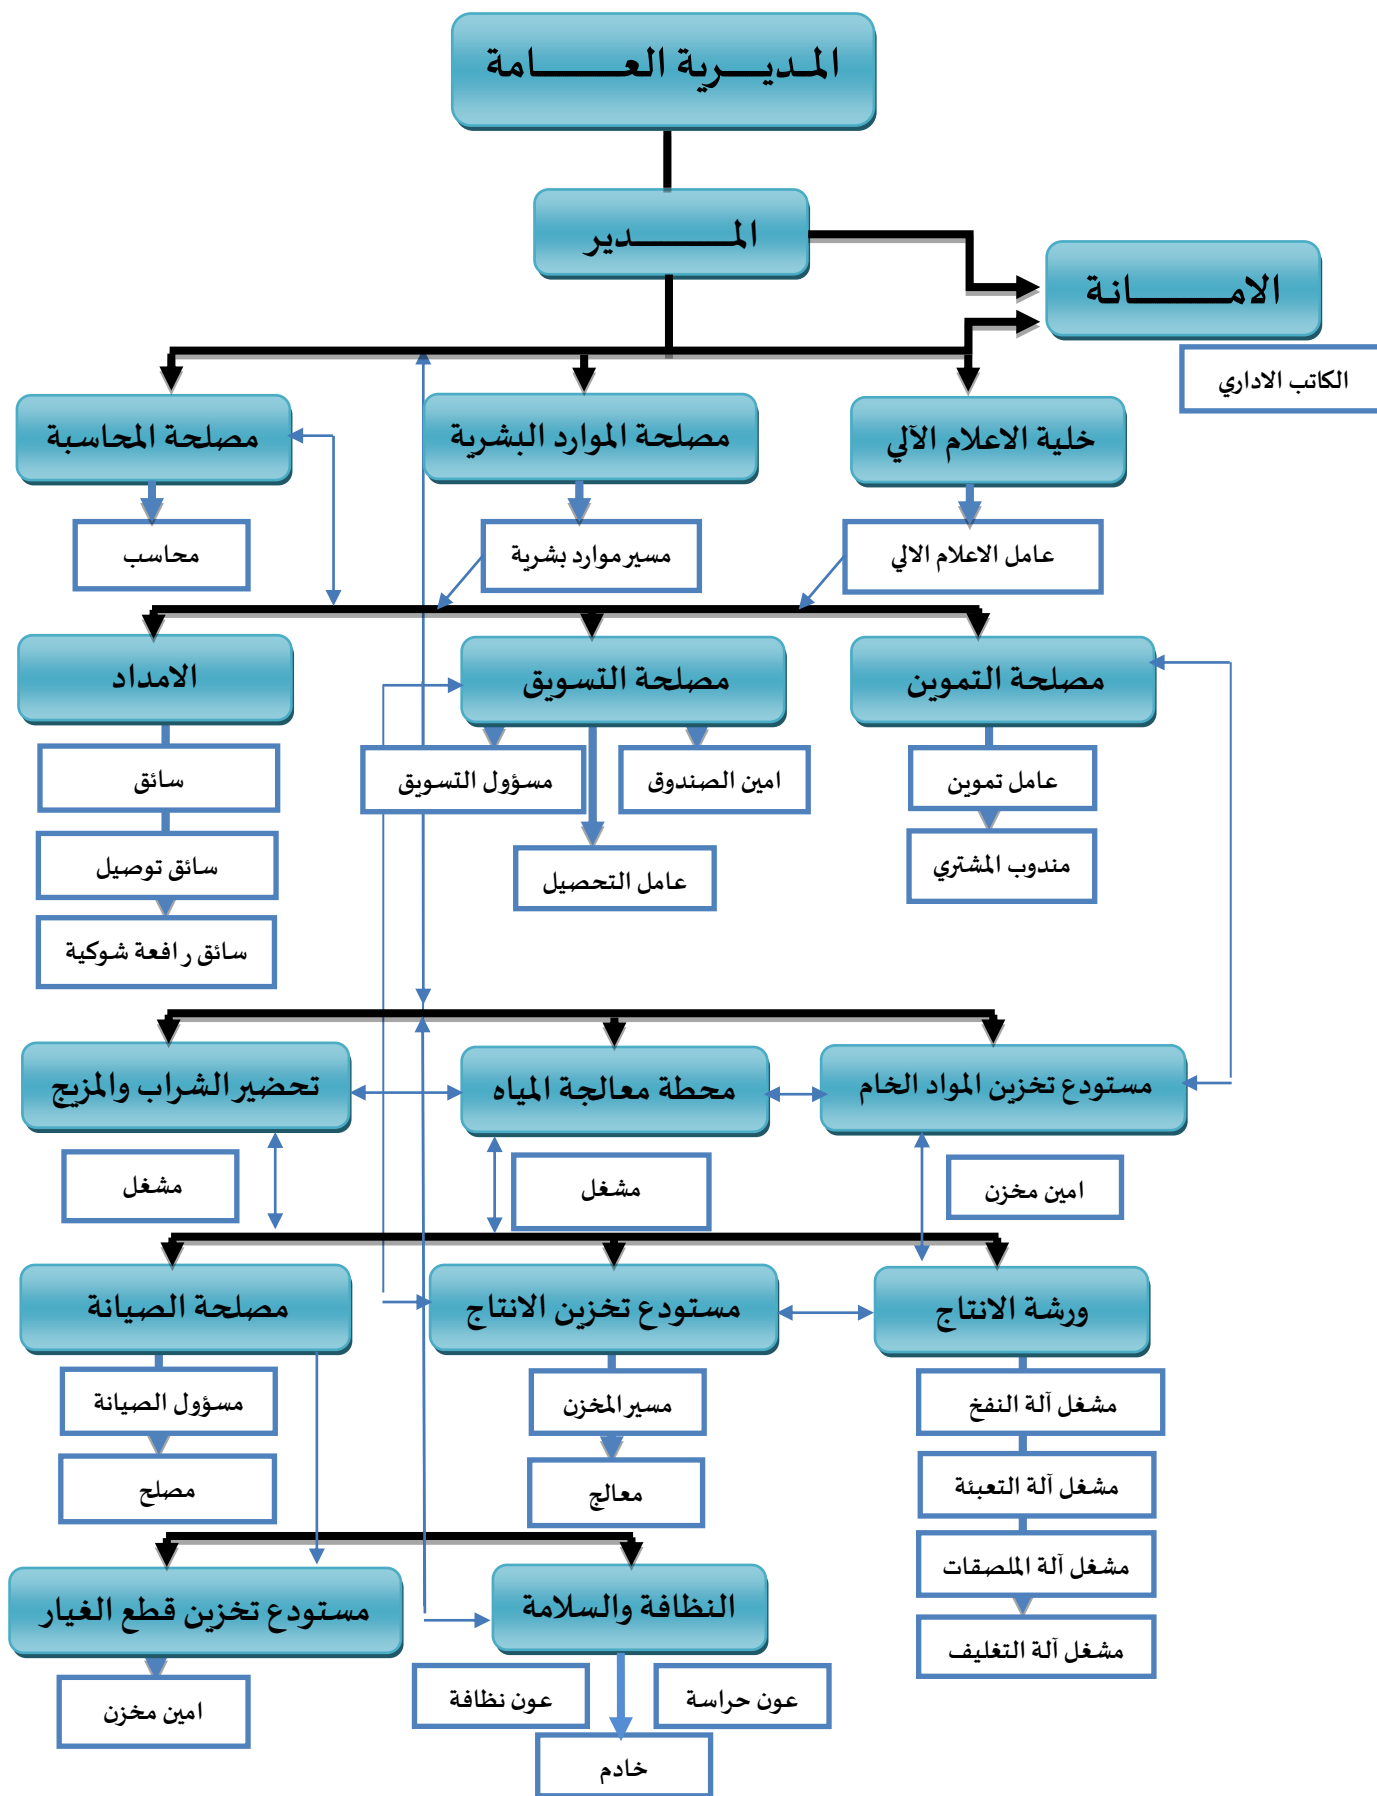 المديرية العامة
المدير
الامانة
الكاتب الاداري
خلية الاعلام الآلي
مصلحة الموارد البشرية
مصلحة المحاسبة
عامل الاعلام الالي
مسير موارد بشرية
محاسب
مصلحة التموين
مصلحة التسويق
الامداد
عامل تموين
امين الصندوق
مسؤول التسويق
سائق
مندوب المشتري
عامل التحصيل
سائق توصيل
سائق رافعة شوكية
مستودع تخزين المواد الخام
محطة معالجة المياه
تحضير الشراب والمزيج
امين مخزن
مشغل
مشغل
ورشة الانتاج
مستودع تخزين الانتاج
مصلحة الصيانة
مشغل آلة النفخ
مسير المخزن
مسؤول الصيانة
مشغل آلة التعبئة
معالج
مصلح
مشغل آلة الملصقات
مشغل آلة التغليف
النظافة والسلامة
مستودع تخزين قطع الغيار
عون حراسة
عون نظافة
امين مخزن
خادم